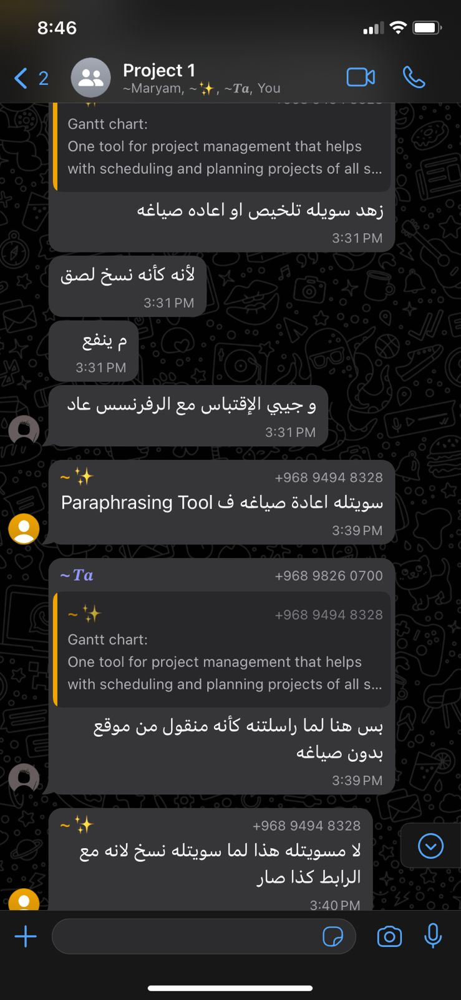 8:46
2
Project 1
~Maryam, ~✨, ~Ta, You
Gantt chart:
One tool for project management that helps
with scheduling and planning projects of all s...
زهد سويله تلخيص او اعاده صياغه
3:31 PM
لأنه كأنه نسخ لصق
3:31 PM
م ينفع
3:31 PM
و جيبي الإقتباس مع الرفرنسس عاد
3:31 PM
~✨ +968 9494 8328
سويتله اعادة صياغه ف Paraphrasing Tool
3:39 PM
~Ta +968 9826 0700
~✨ +968 9494 8328
Gantt chart:
One tool for project management that helps
with scheduling and planning projects of all s...
بس هنا لما راسلتنه كأنه منقول من موقع
بدون صياغه
3:39 PM
~✨ +968 9494 8328
لا مسويتله هذا لما سويتله نسخ لانه مع
الرابط كذا صار
3:40 PM